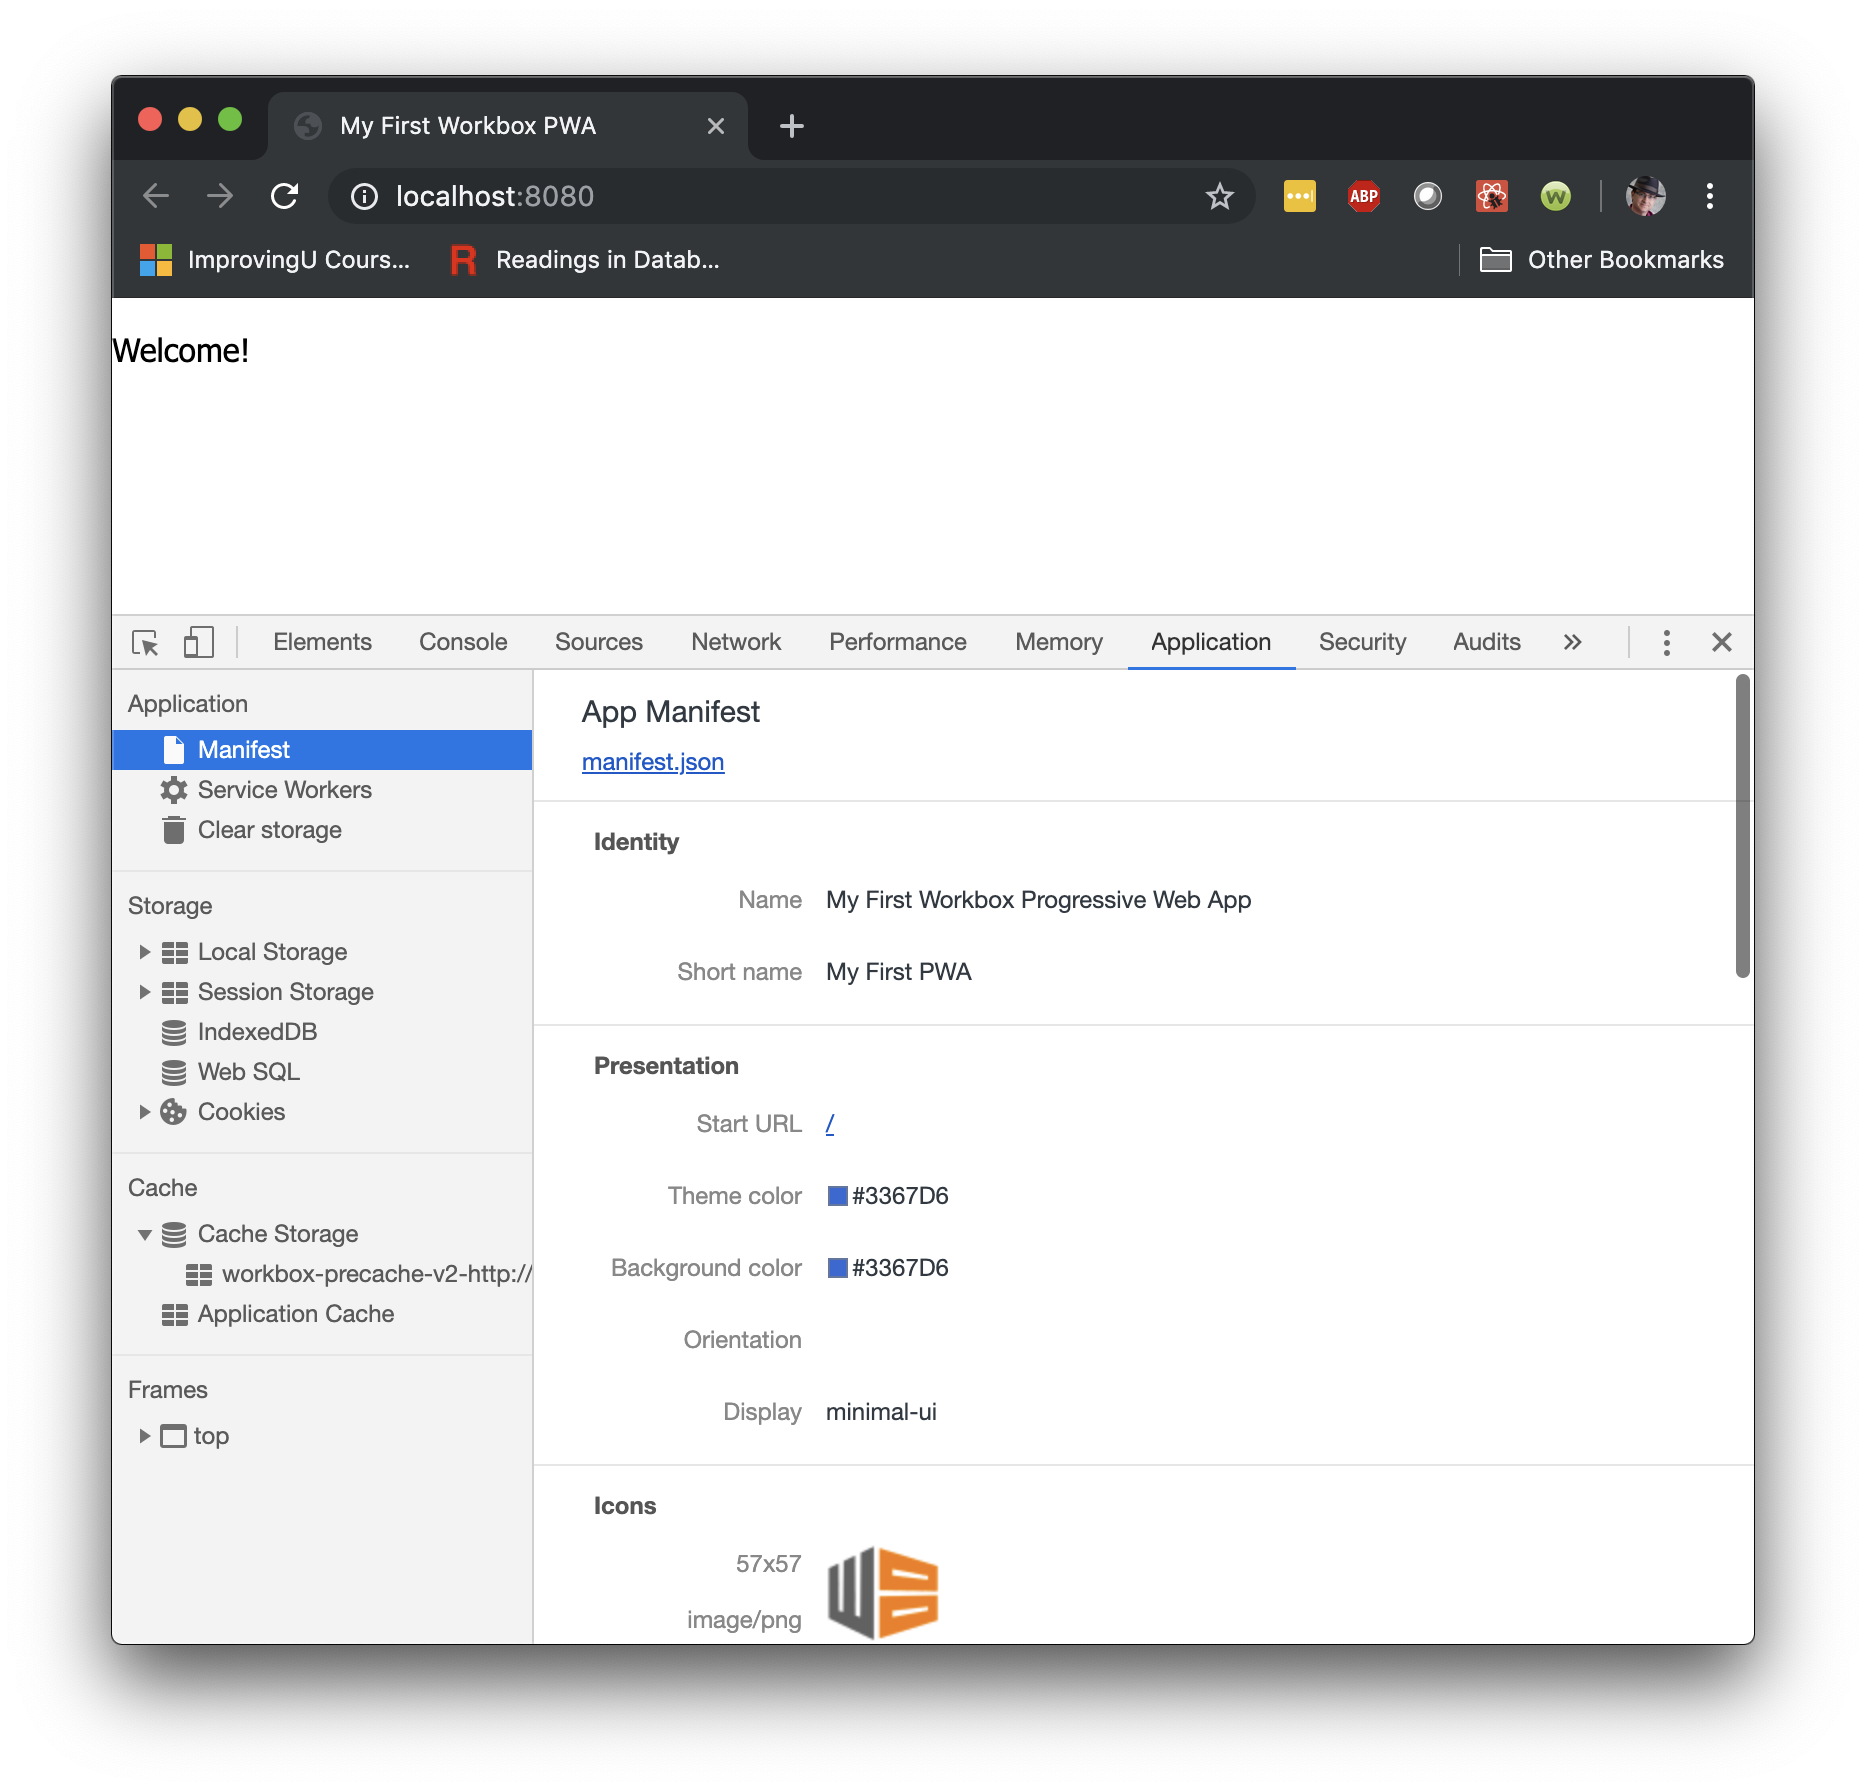 My First Workbox PWA
localhost:8080
ABP
W
ImprovingU Cours...
R Readings in Datab...
Other Bookmarks
Welcome!
Elements Console Sources Network Performance Memory Application Security Audits
Application
Manifest
Service Workers
Clear storage
Storage
Local Storage
Session Storage
IndexedDB
Web SQL
Cookies
Cache
Cache Storage
workbox-precache-v2-http://
Application Cache
Frames
top
App Manifest
manifest.json
Identity
Name My First Workbox Progressive Web App
Short name My First PWA
Presentation
Start URL /
Theme color #3367D6
Background color #3367D6
Orientation
Display minimal-ui
Icons
57x57
image/png
WB